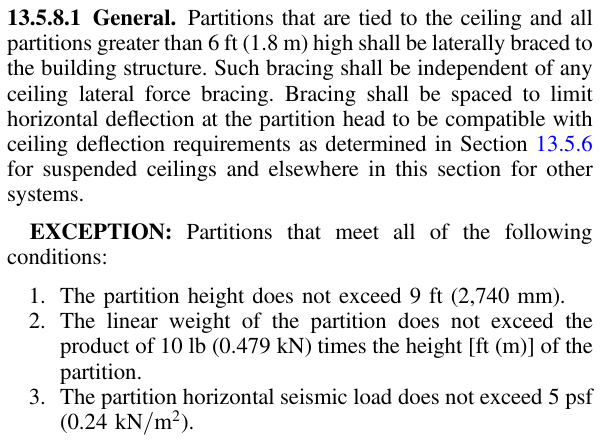 13.5.8.1 General. Partitions that are tied to the ceiling and all
partitions greater than 6 ft (1.8 m) high shall be laterally braced to
the building structure. Such bracing shall be independent of any
ceiling lateral force bracing. Bracing shall be spaced to limit
horizontal deflection at the partition head to be compatible with
ceiling deflection requirements as determined in Section 13.5.6
for suspended ceilings and elsewhere in this section for other
systems.
EXCEPTION: Partitions that meet all of the following
conditions:
1. The partition height does not exceed 9 ft (2,740 mm).
2. The linear weight of the partition does not exceed the
product of 10 lb (0.479 kN) times the height [ft (m)] of the
partition.
3. The partition horizontal seismic load does not exceed 5 psf
(0.24 kN/m²).